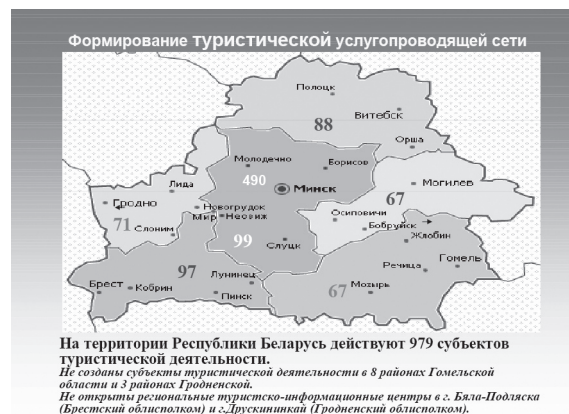 Формирование туристической услугопроводящей сети
Полоцк
Витебск
88
Орша
Молодечно
Борисов
490
Минск
Лида
Гродно
Могилев
67
Новогрудок
Мир
Несвиж
Осиповичи
71
Слоним
Бобруйск
99
Слуцк
Жлобин
97
Лунинец
Речица
Гомель
Брест
Кобрин
Пинск
67
Мозырь
На территории Республики Беларусь действуют 979 субъектов
туристической деятельности.
Не созданы субъекты туристической деятельности в 8 районах Гомельской
области и 3 районах Гродненской.
Не открыты региональные туристско-информационные центры в г. Бяла-Подляска
(Брестский облисполком) и г.Друскининкай (Гродненский облисполком).